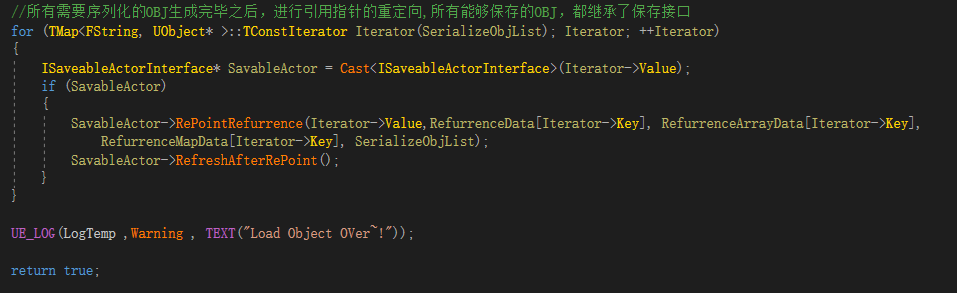 //所有需要序列化的OBJ生成完毕之后，进行引用指针的重定向,所有能够保存的OBJ，都继承了保存接口
for (TMap<FString, UObject* >::TConstIterator Iterator(SerializeObjList); Iterator; ++Iterator)
{
ISaveableActorInterface* SavableActor = Cast<ISaveableActorInterface>(Iterator->Value);
if (SavableActor)
{
SavableActor->RePointRefurrence(Iterator->Value,RefurrenceData[Iterator->Key], RefurrenceArrayData[Iterator->Key],
RefurrenceMapData[Iterator->Key], SerializeObjList);
SavableActor->RefreshAfterRePoint();
}
}
UE_LOG(LogTemp ,Warning , TEXT("Load Object OVer~!"));
return true;